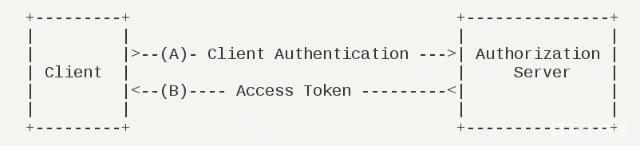 +----------+                                  +---------------+
|          |                                  |               |
|          |>--(A)- Client Authentication --->| Authorization |
|  Client  |                                  |     Server    |
|          |<--(B)---- Access Token ---------<|               |
|          |                                  |               |
+----------+                                  +---------------+